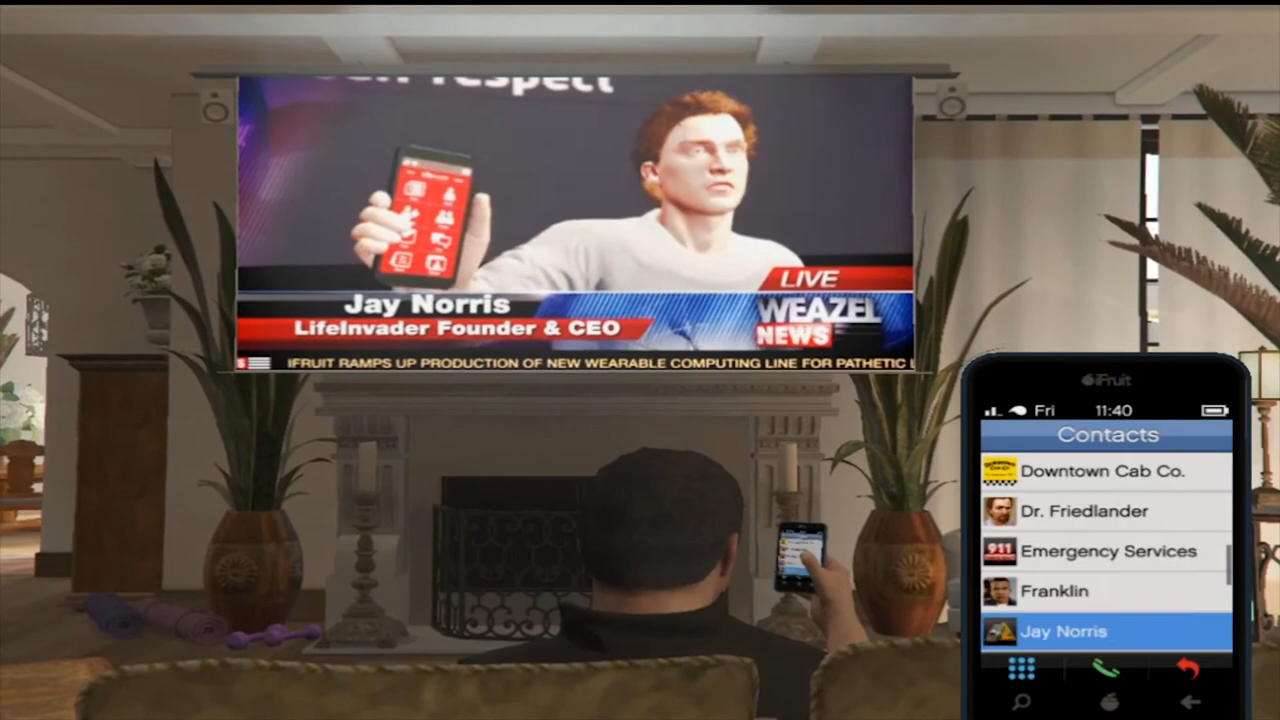 respect
LIVE
Jay Norris
LifeInvader Founder & CEO
WEAZEL
NEWS
IFRUIT RAMPS UP PRODUCTION OF NEW WEARABLE COMPUTING LINE FOR PATHETIC
iFruit
Fri 11:40
Contacts
Downtown Cab Co.
Dr. Friedlander
911 Emergency Services
Franklin
Jay Norris